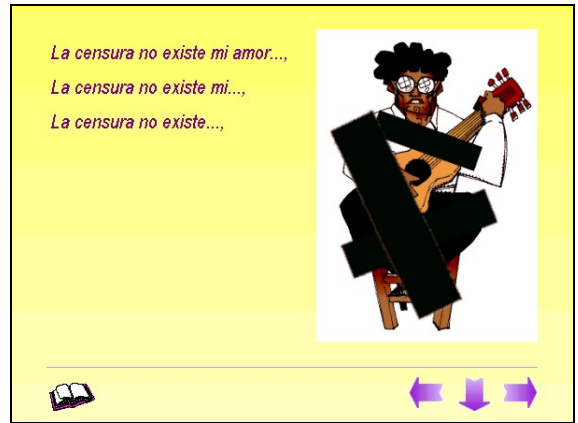 La censura no existe mi amor...,
La censura no existe mi...,
La censura no existe...,